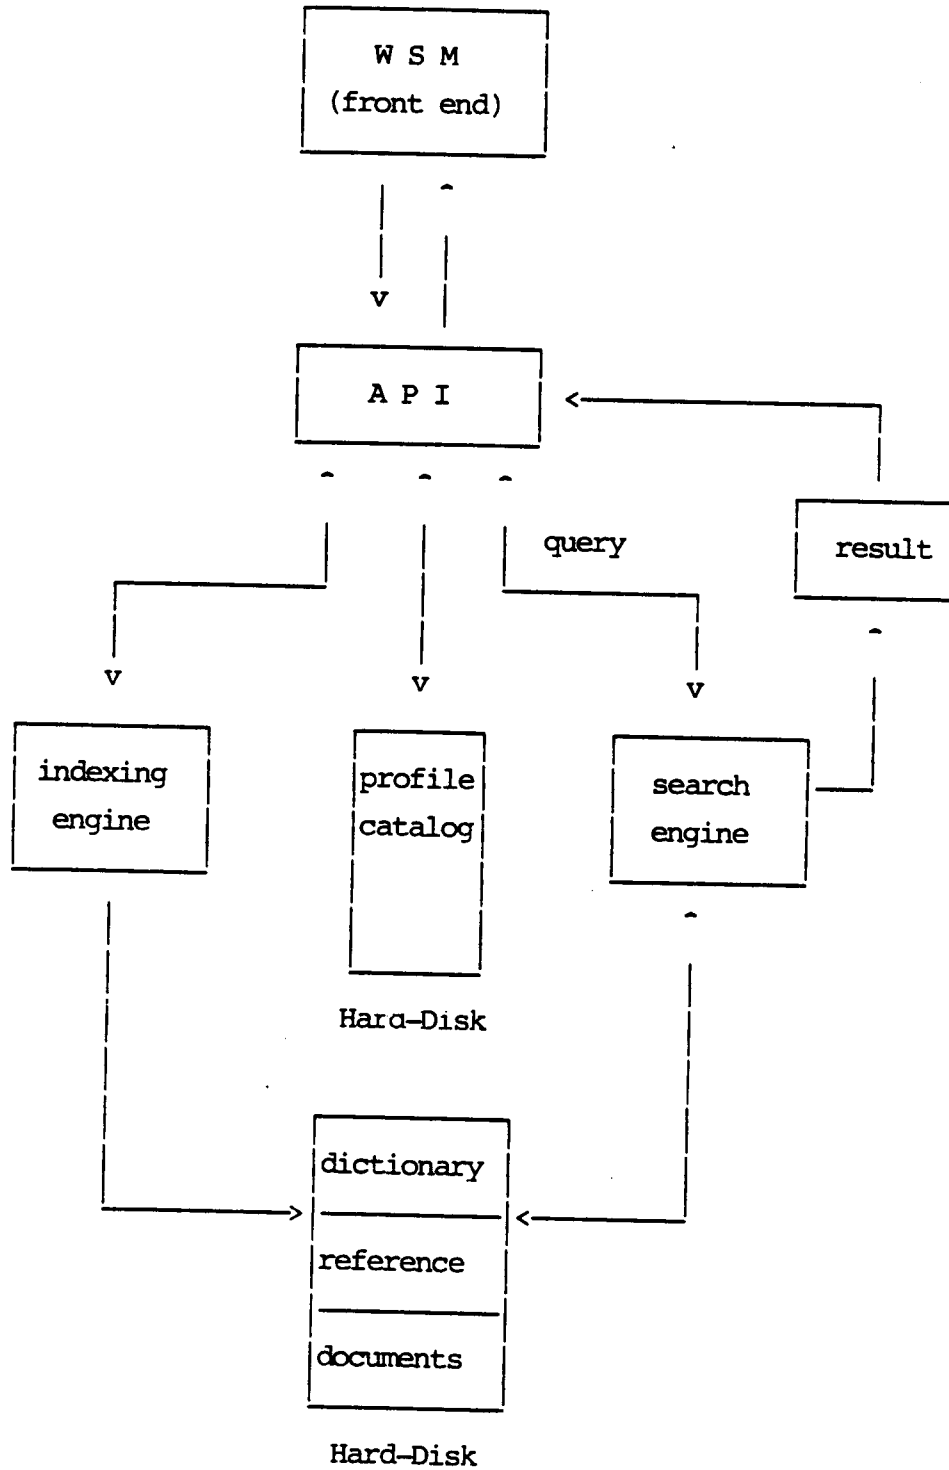 W S M
(front end)
A P I
query
result
indexing
engine
profile
catalog
search
engine
Hard-Disk
dictionary
reference
documents
Hard-Disk